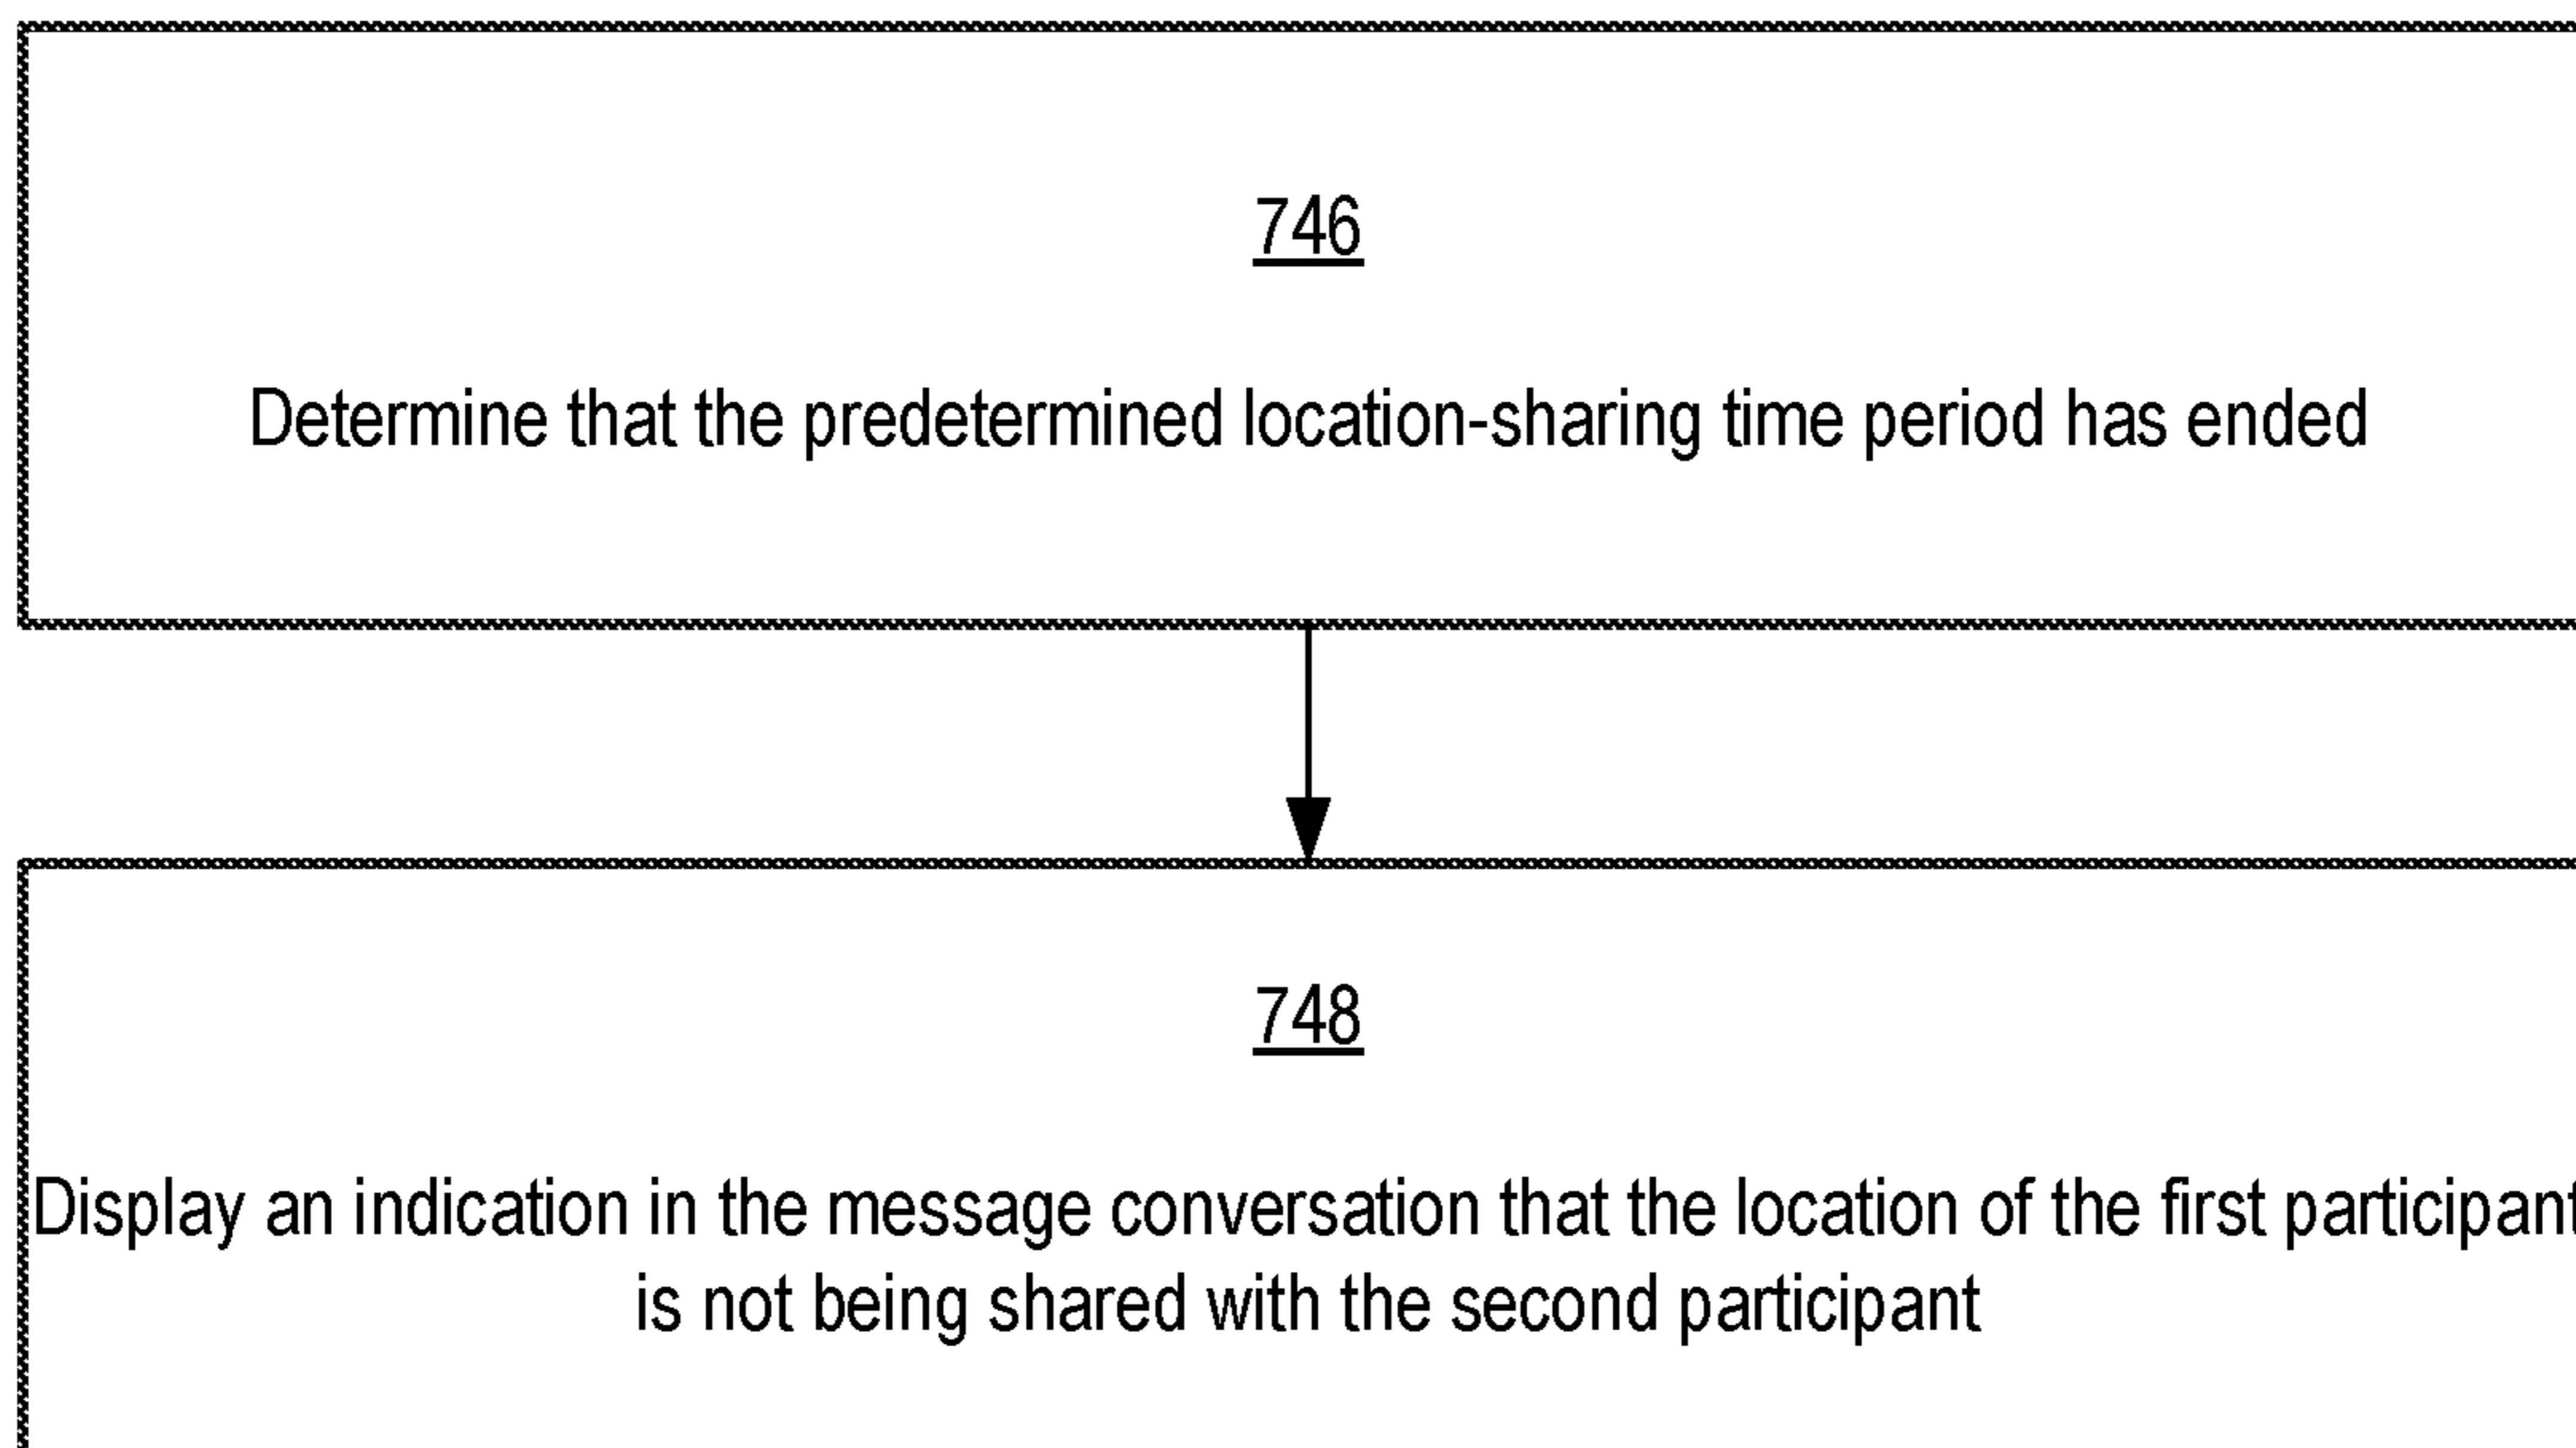 746
Determine that the predetermined location-sharing time period has ended
748
Display an indication in the message conversation that the location of the first participant
is not being shared with the second participant